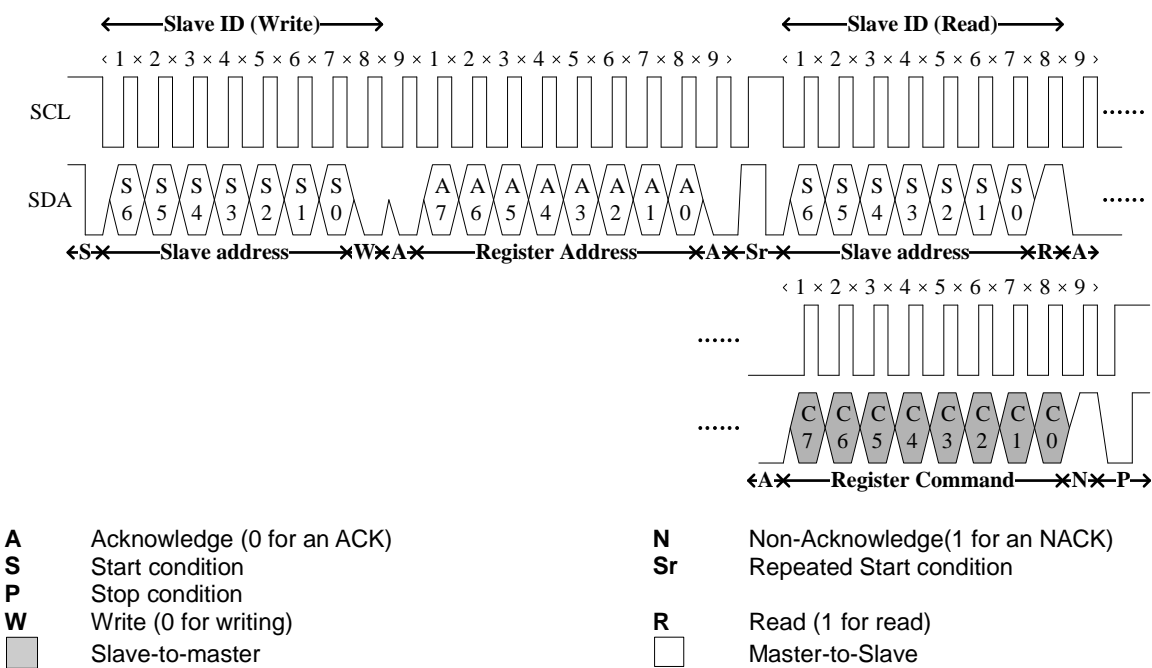 Slave ID (Write) Slave ID (Read)
1 × 2 × 3 × 4 × 5 × 6 × 7 × 8 × 9 × 1 × 2 × 3 × 4 × 5 × 6 × 7 × 8 × 9 1 × 2 × 3 × 4 × 5 × 6 × 7 × 8 × 9
SCL ......
SDA S6 S5 S4 S3 S2 S1 S0 A7 A6 A5 A4 A3 A2 A1 A0 S6 S5 S4 S3 S2 S1 S0 ......
S Slave address W A Register Address A Sr Slave address R A
1 × 2 × 3 × 4 × 5 × 6 × 7 × 8 × 9
......
...... C7 C6 C5 C4 C3 C2 C1 C0
A Register Command N P
A Acknowledge (0 for an ACK) N Non-Acknowledge(1 for an NACK)
S Start condition Sr Repeated Start condition
P Stop condition
W Write (0 for writing) R Read (1 for read)
Slave-to-master Master-to-Slave